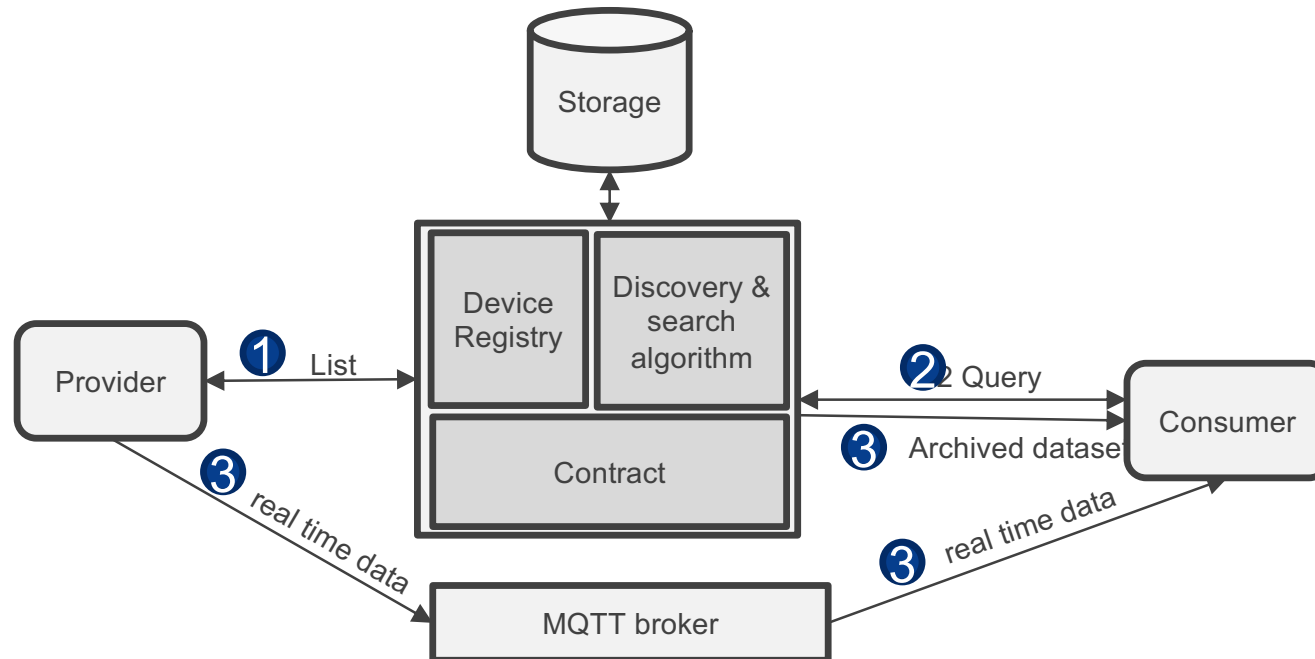 Storage
Device
Registry
Discovery &
search
algorithm
Contract
Provider
1 List
2 2 Query
Consumer
3 Archived dataset
3 real time data
3 real time data
MQTT broker